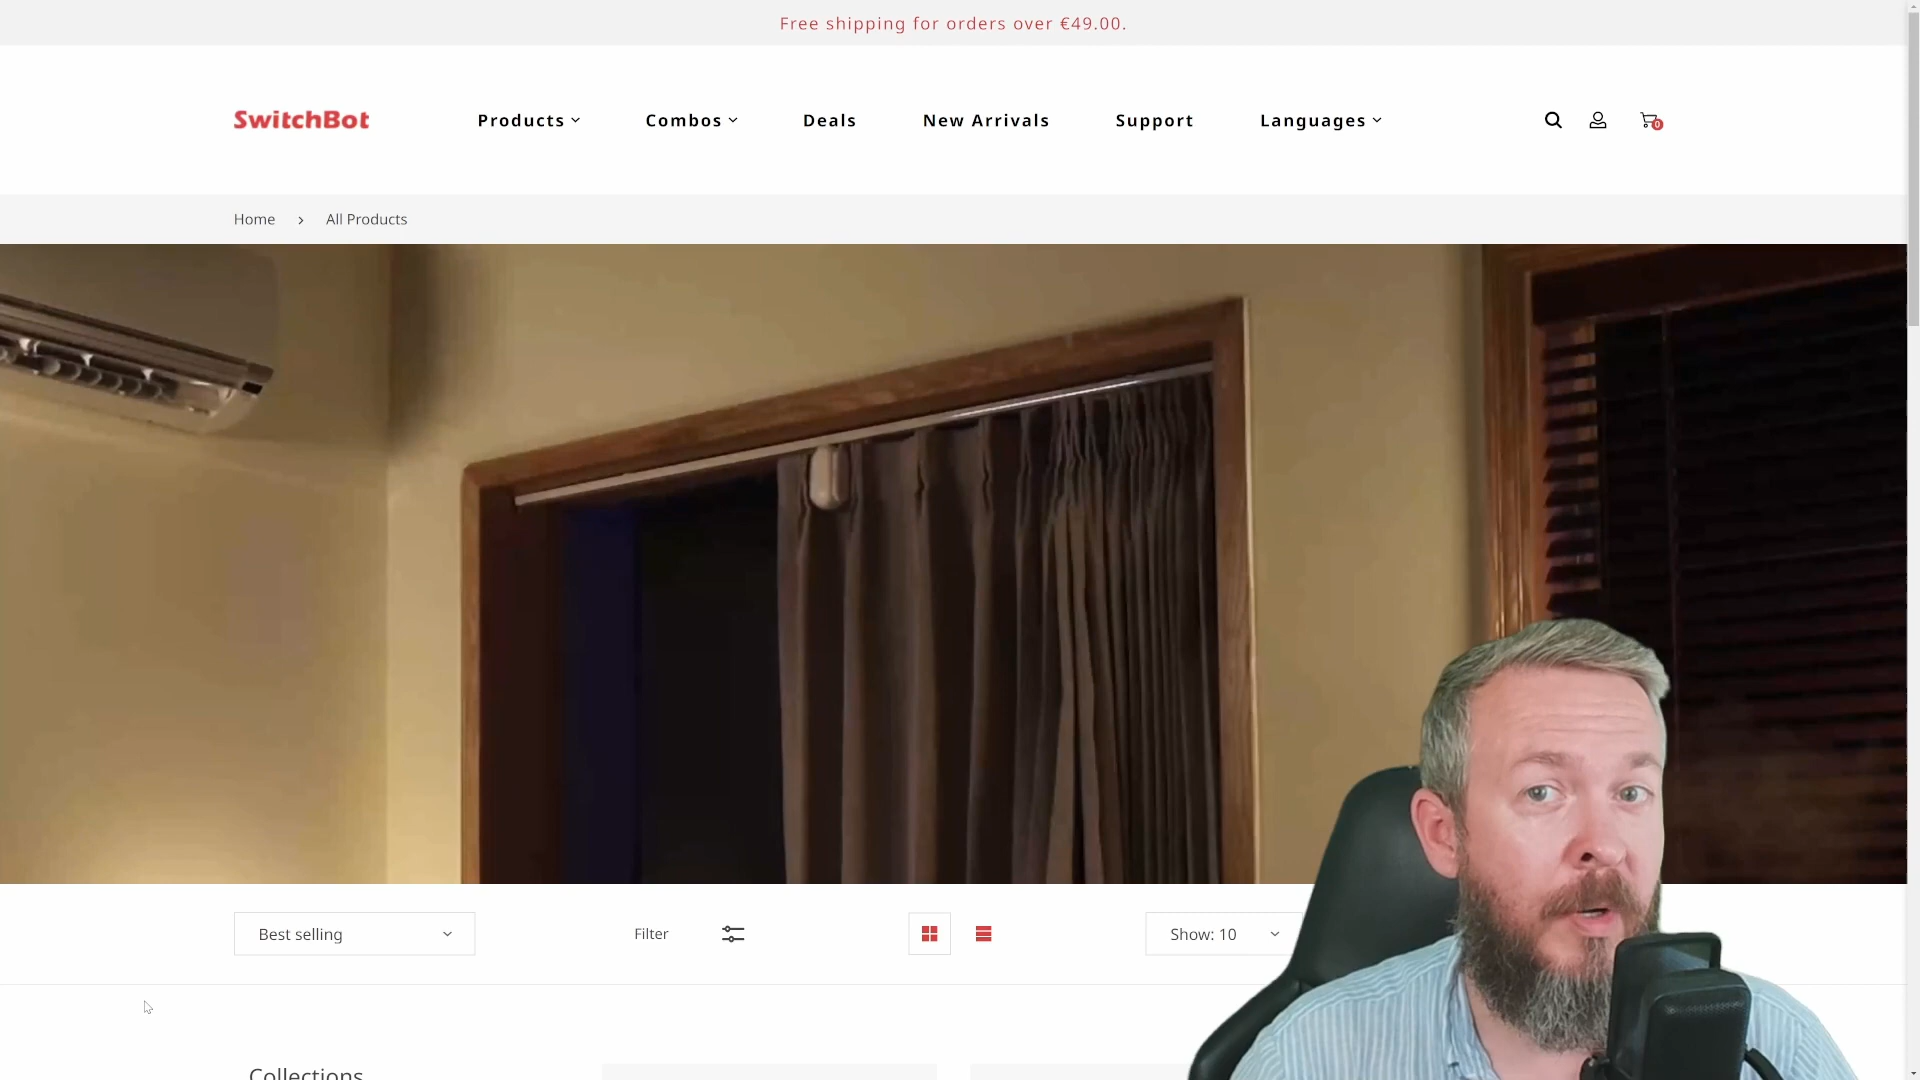 Free shipping for orders over €49.00.
SwitchBot
Products
Combos
Deals
New Arrivals
Support
Languages
0
Home
All Products
Best selling
Filter
Show: 10
Collections